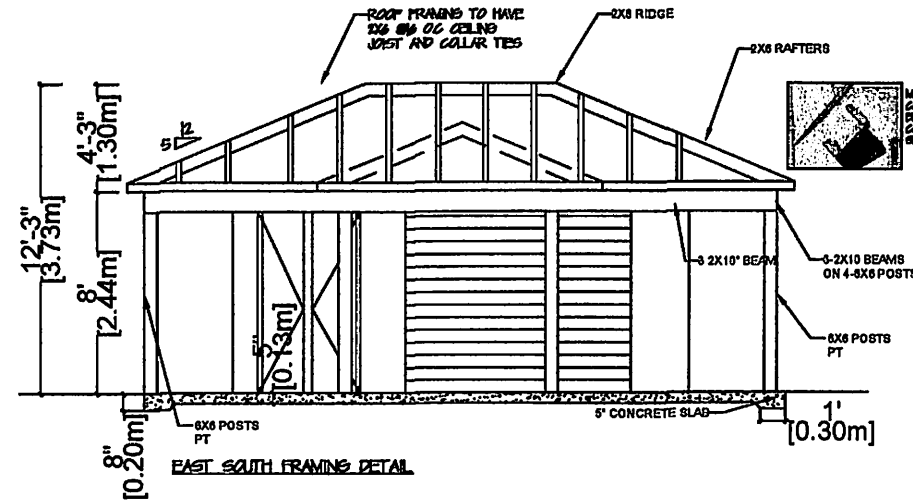 ROOF FRAMING TO HAVE
2X6 @16 OC CEILING
JOIST AND COLLAR TIES
2X8 RIDGE
2X6 RAFTERS
12
5
4'-3"
[1.30m]
12'-3"
[3.73m]
8'
[2.44m]
3 2X10" BEAM
3-2X10 BEAMS
ON 4-6X6 POSTS
6X6 POSTS
PT
5"
[0.13m]
6X6 POSTS
PT
5" CONCRETE SLAB
1'
[0.30m]
8"
[0.20m]
EAST SOUTH FRAMING DETAIL